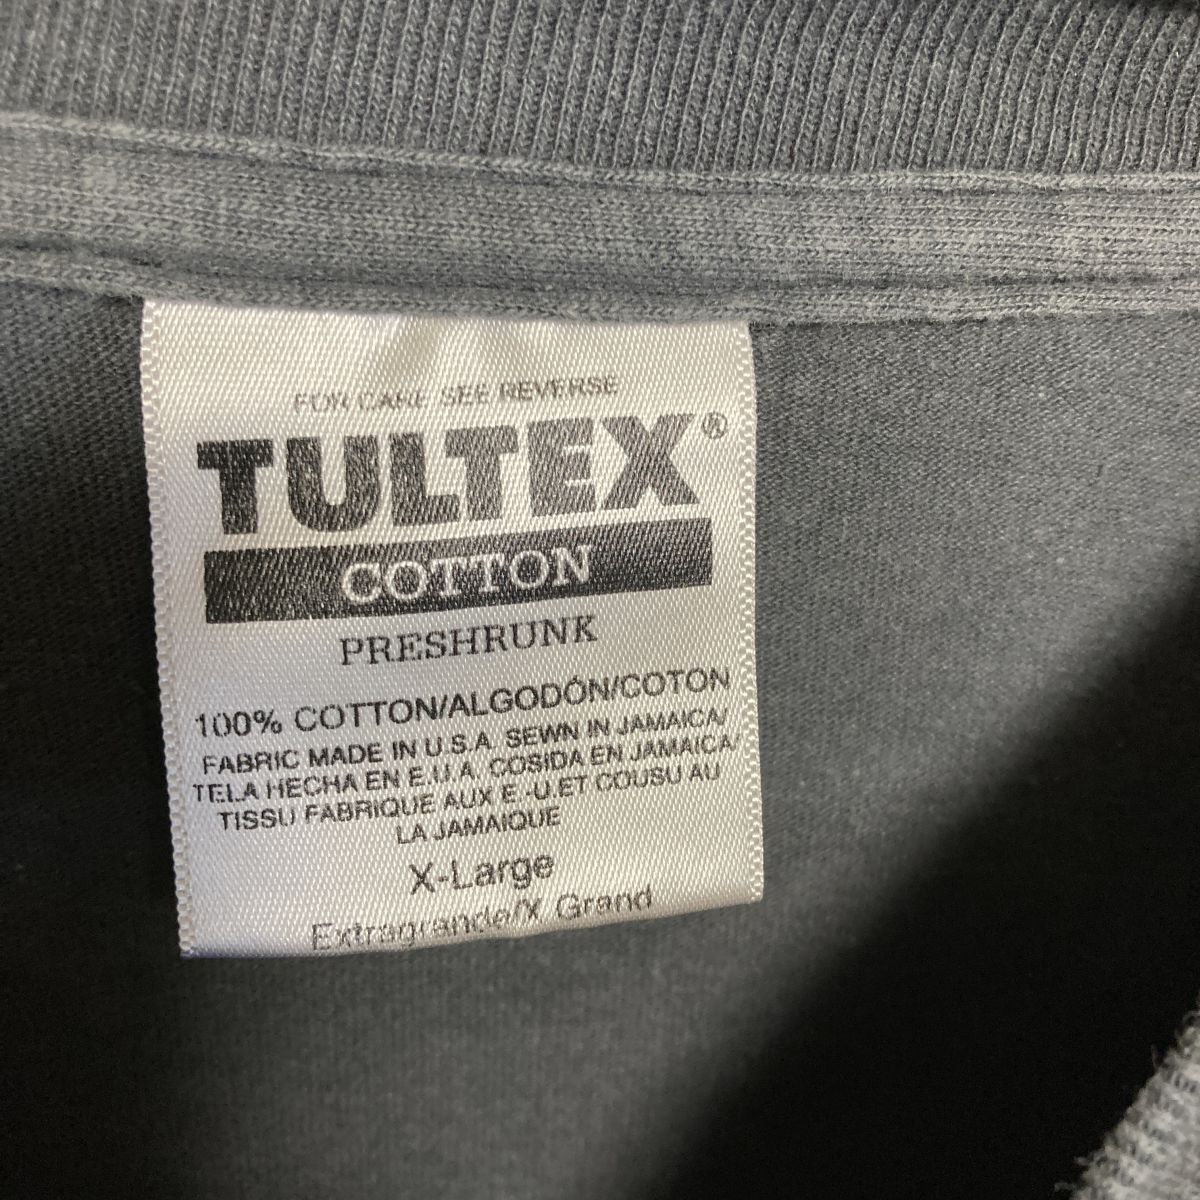 FOR CARE SEE REVERSE
TULTEX®
COTTON
PRESHRUNK
100% COTTON/ALGODÓN/COTON
FABRIC MADE IN U.S.A. SEWN IN JAMAICA/
TELA HECHA EN E.U.A. COSIDA EN JAMAICA/
TISSU FABRIQUE AUX E.-U.ET COUSU AU
LA JAMAIQUE
X-Large
Extragrande/X Grand